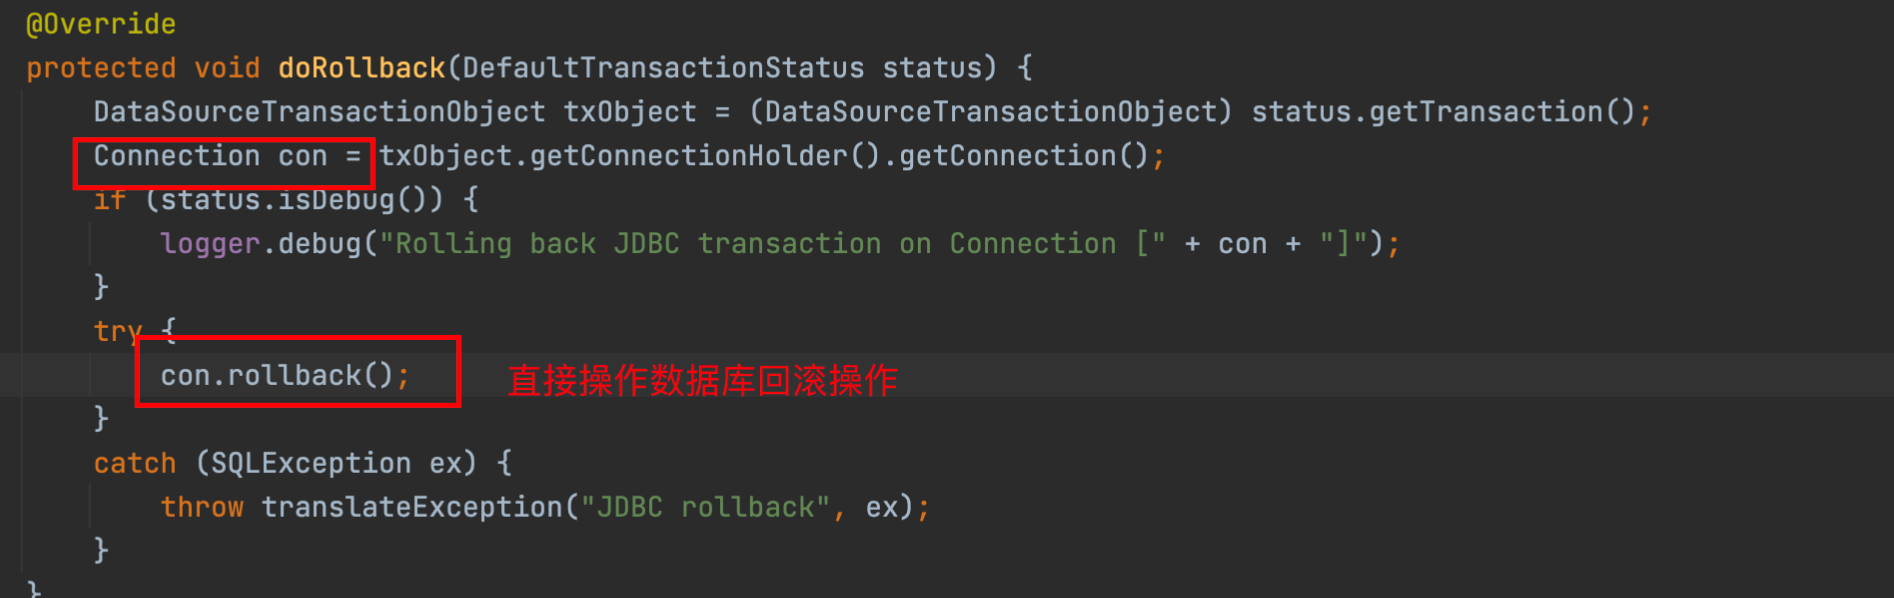 @Override
protected void doRollback(DefaultTransactionStatus status) {
DataSourceTransactionObject txObject = (DataSourceTransactionObject) status.getTransaction();
Connection con = txObject.getConnectionHolder().getConnection();
if (status.isDebug()) {
logger.debug("Rolling back JDBC transaction on Connection [" + con + "]");
}
try {
con.rollback(); 直接操作数据库回滚操作
}
catch (SQLException ex) {
throw translateException("JDBC rollback", ex);
}
}